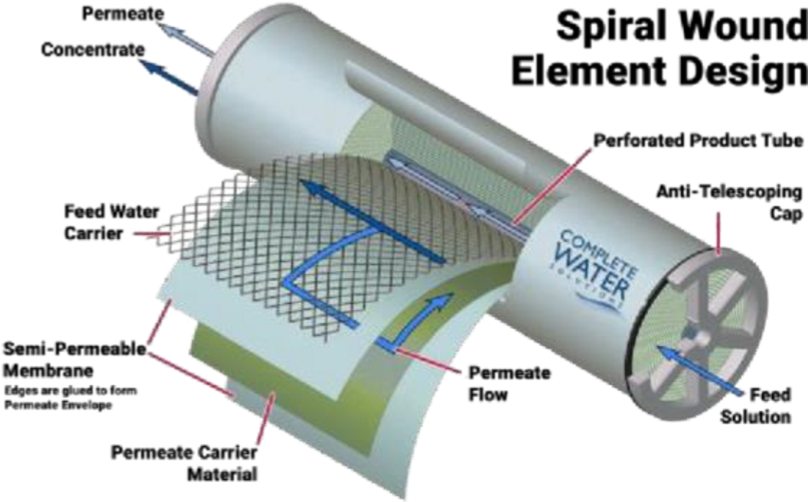 Spiral Wound
Element Design
Permeate
Concentrate
Perforated Product Tube
Anti-Telescoping
Cap
Feed Water
Carrier
COMPLETE
WATER
SOLUTIONS
Semi-Permeable
Membrane
Edges are glued to form
Permeate Envelope
Permeate
Flow
Feed
Solution
Permeate Carrier
Material